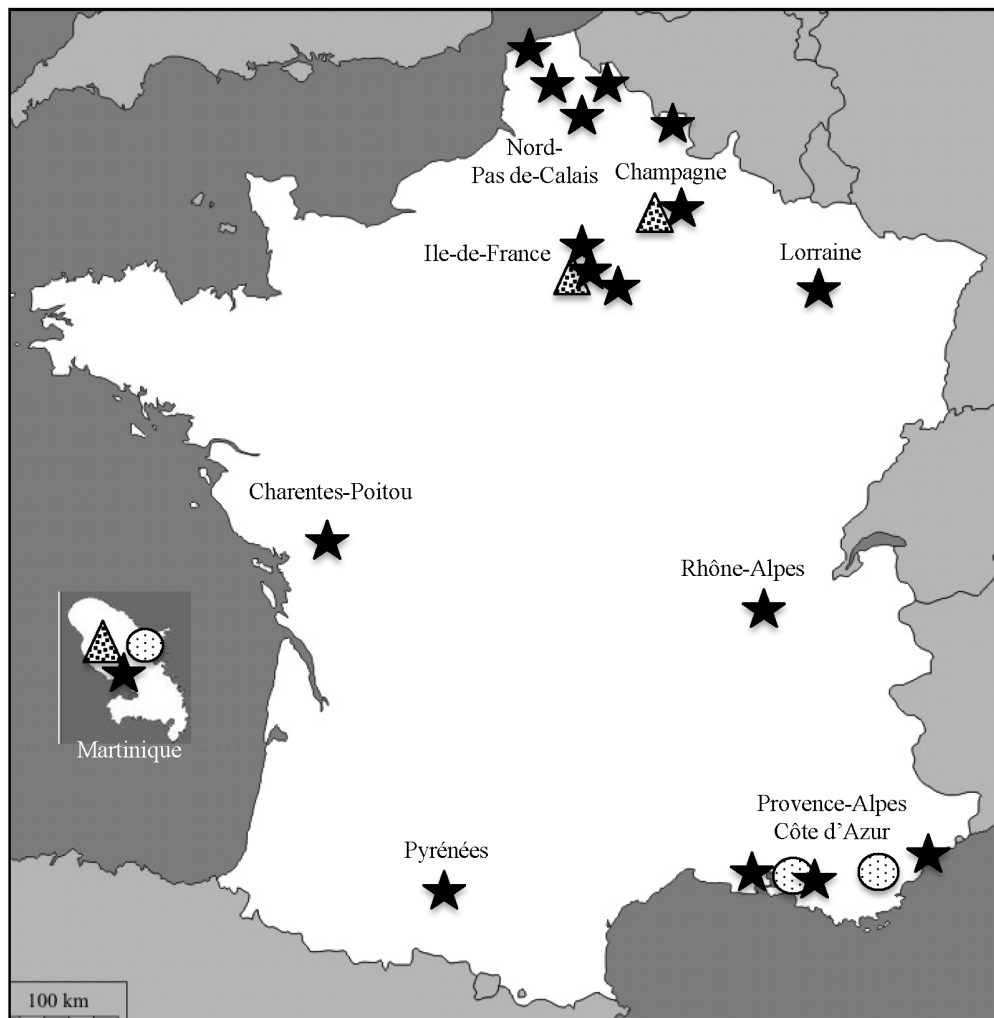 Nord-
Pas de-Calais
Champagne
Ile-de-France
Lorraine
Charentes-Poitou
Rhône-Alpes
Martinique
Provence-Alpes
Côte d’Azur
Pyrénées
100 km